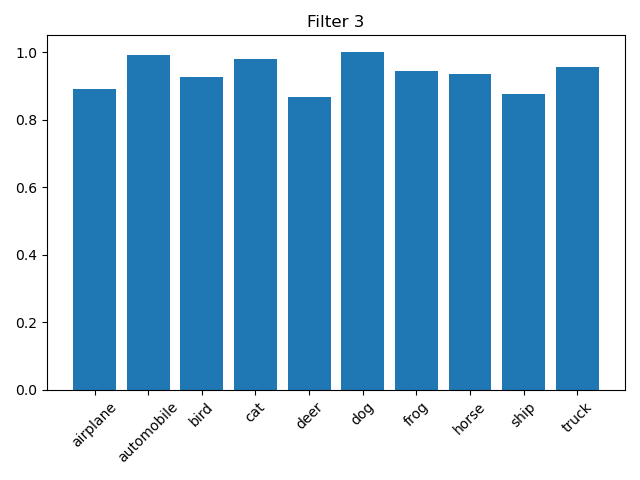 Filter 3
1.0
0.8
0.6
0.4
0.2
0.0
airplane
automobile
bird
cat
deer
dog
frog
horse
ship
truck